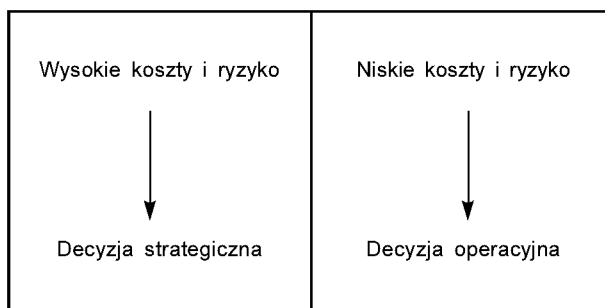 Wysokie koszty i ryzyko
Decyzja strategiczna
Niskie koszty i ryzyko
Decyzja operacyjna